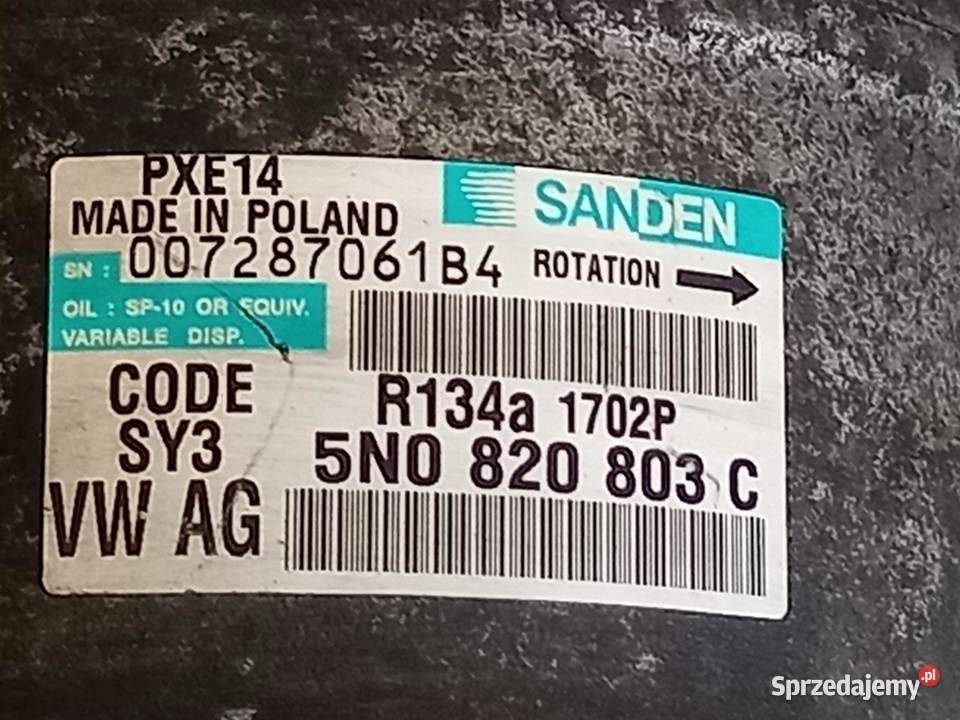 PXE14
SANDEN
MADE IN POLAND
SN : 007287061B4
ROTATION
OIL : SP-10 OR EQUIV.
VARIABLE DISP.
CODE
SY3
R134a 1702P
5N0 820 803 C
VW AG
Sprzedajemy.pl